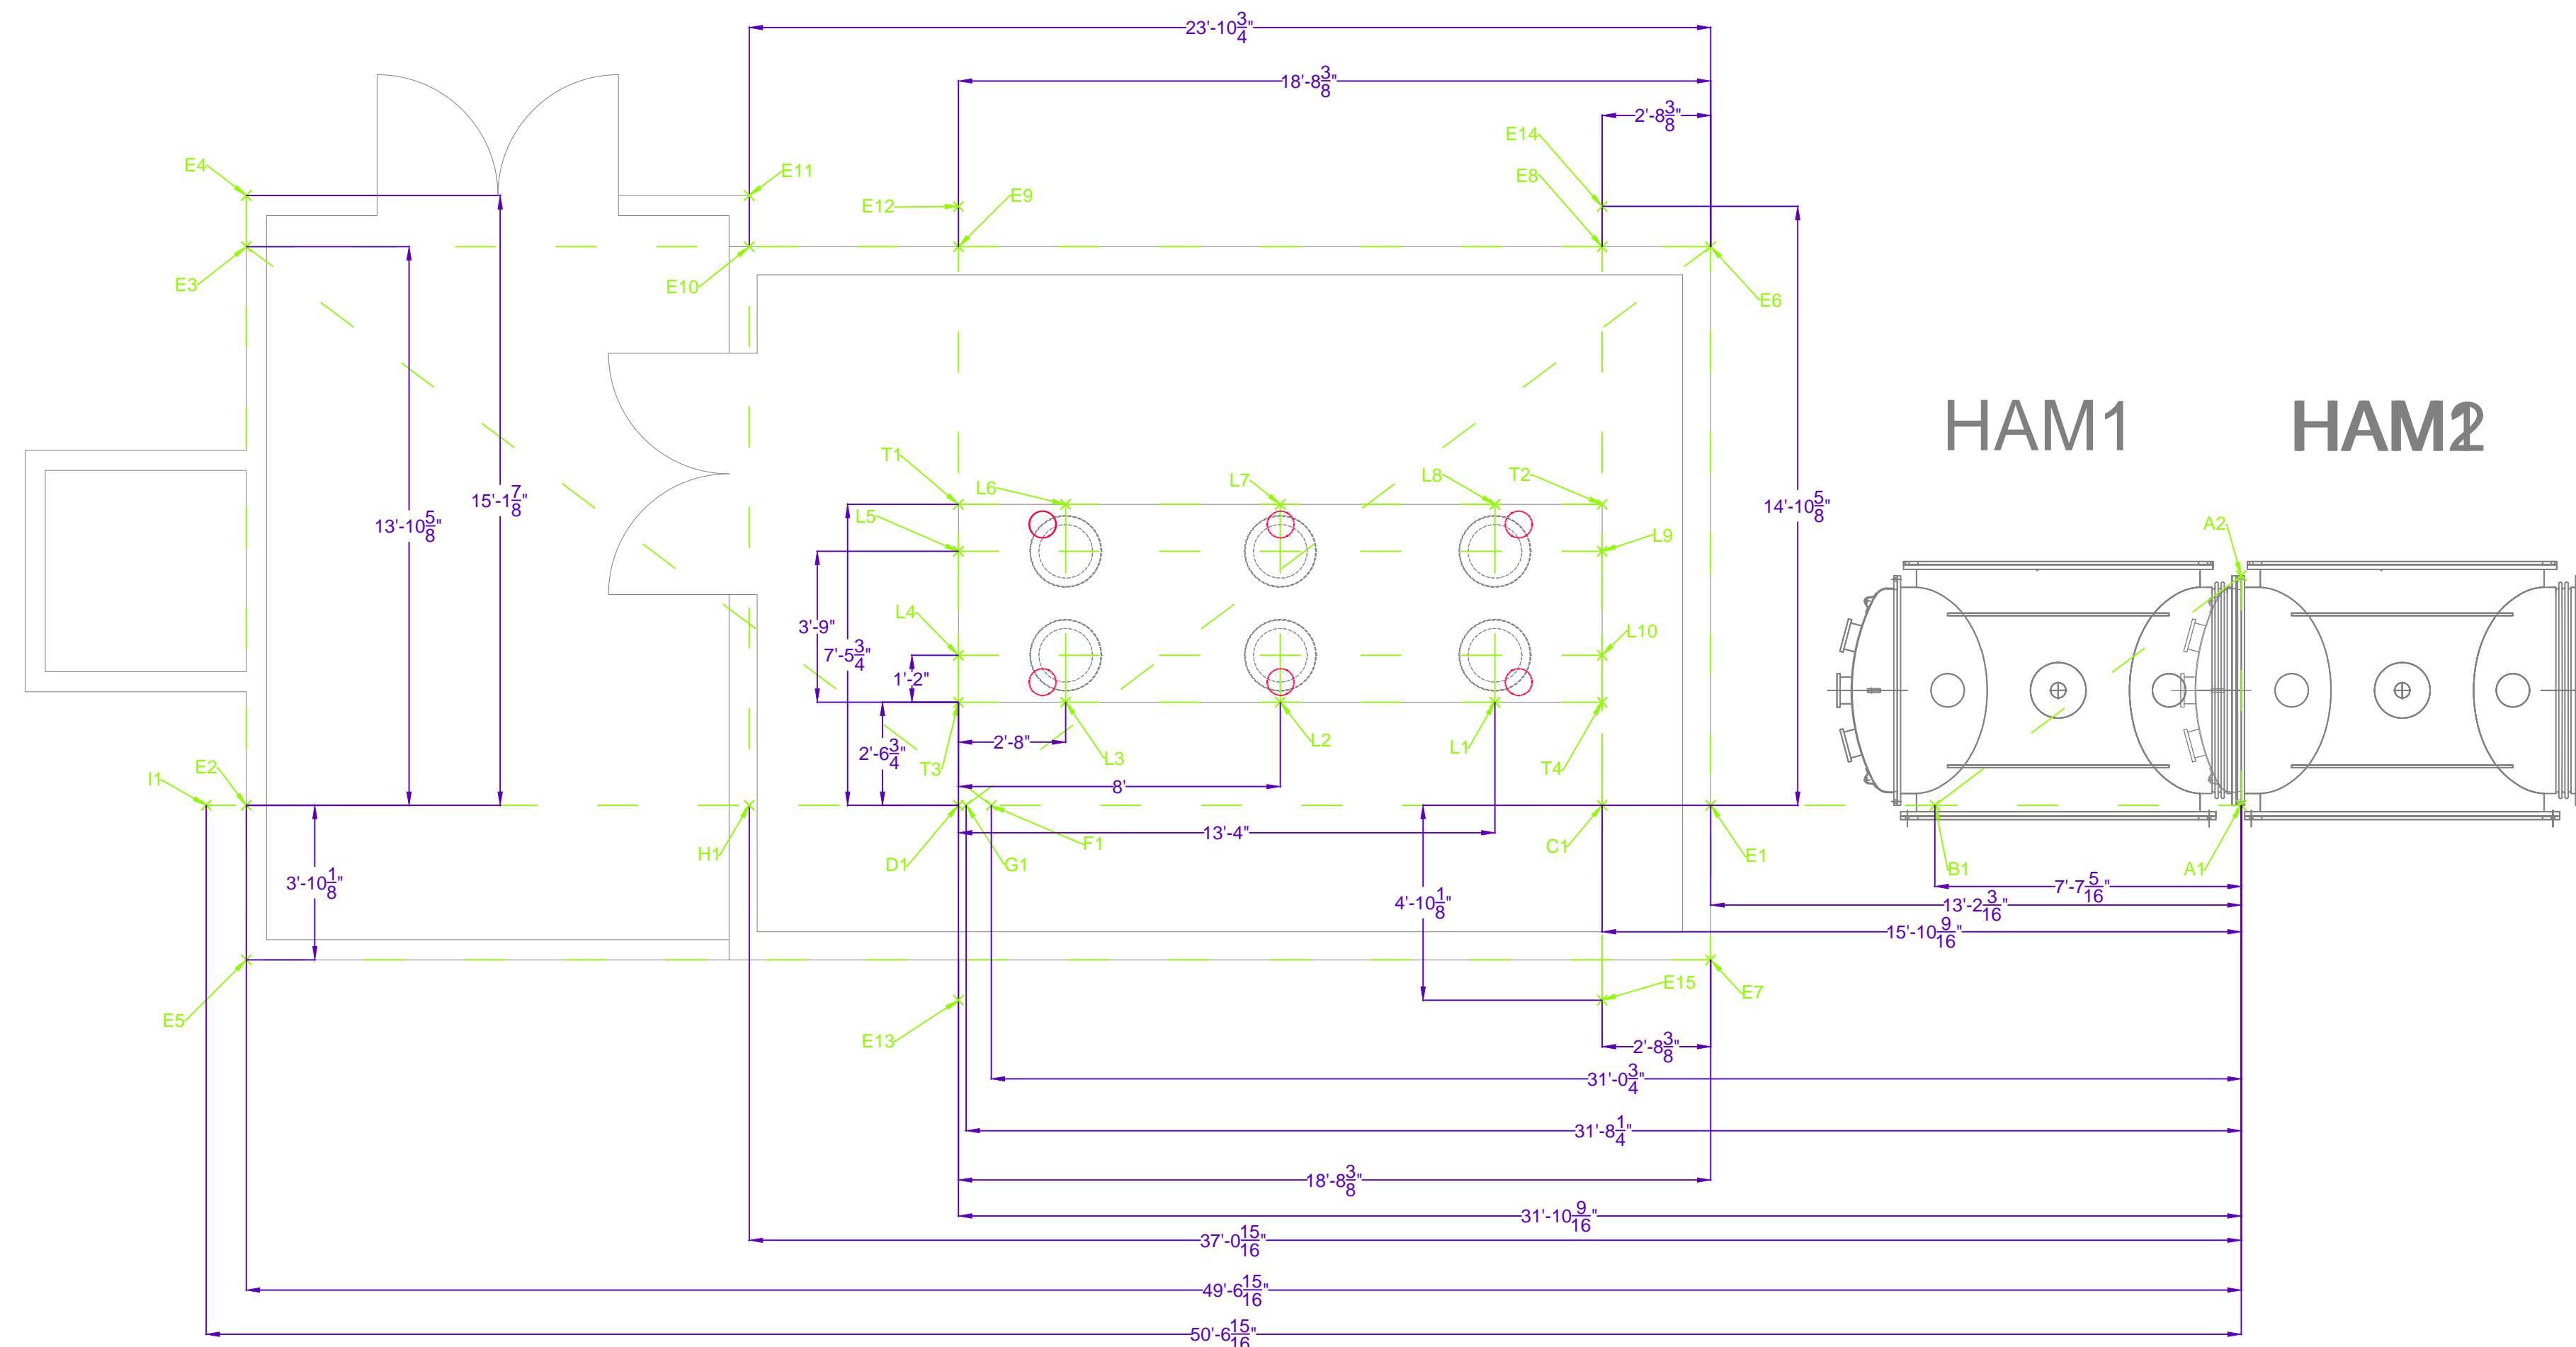 23'-10 3/4"
18'-8 3/8"
2'-8 3/8"
E14
E4
E11
E8
E12
E9
E3
E10
E6
HAM1
HAM2
T1
L6
L7
L8
T2
15'-1 7/8"
14'-10 5/8"
L5
13'-10 5/8"
A2
L9
L4
3'-9"
L10
7'-5 3/4"
1'-2"
2'-8"
L2
L1
2'-6 3/4"
L3
T3
T4
E2
I1
8'
13'-4"
F1
H1
D1
G1
C1
E1
B1
A1
3'-10 1/8"
7'-7 5/16"
4'-10 1/8"
13'-2 3/16"
15'-10 9/16"
E15
E7
E5
E13
2'-8 3/8"
31'-0 3/4"
31'-8 1/4"
18'-8 3/8"
31'-10 9/16"
37'-0 15/16"
49'-6 15/16"
50'-6 15/16"